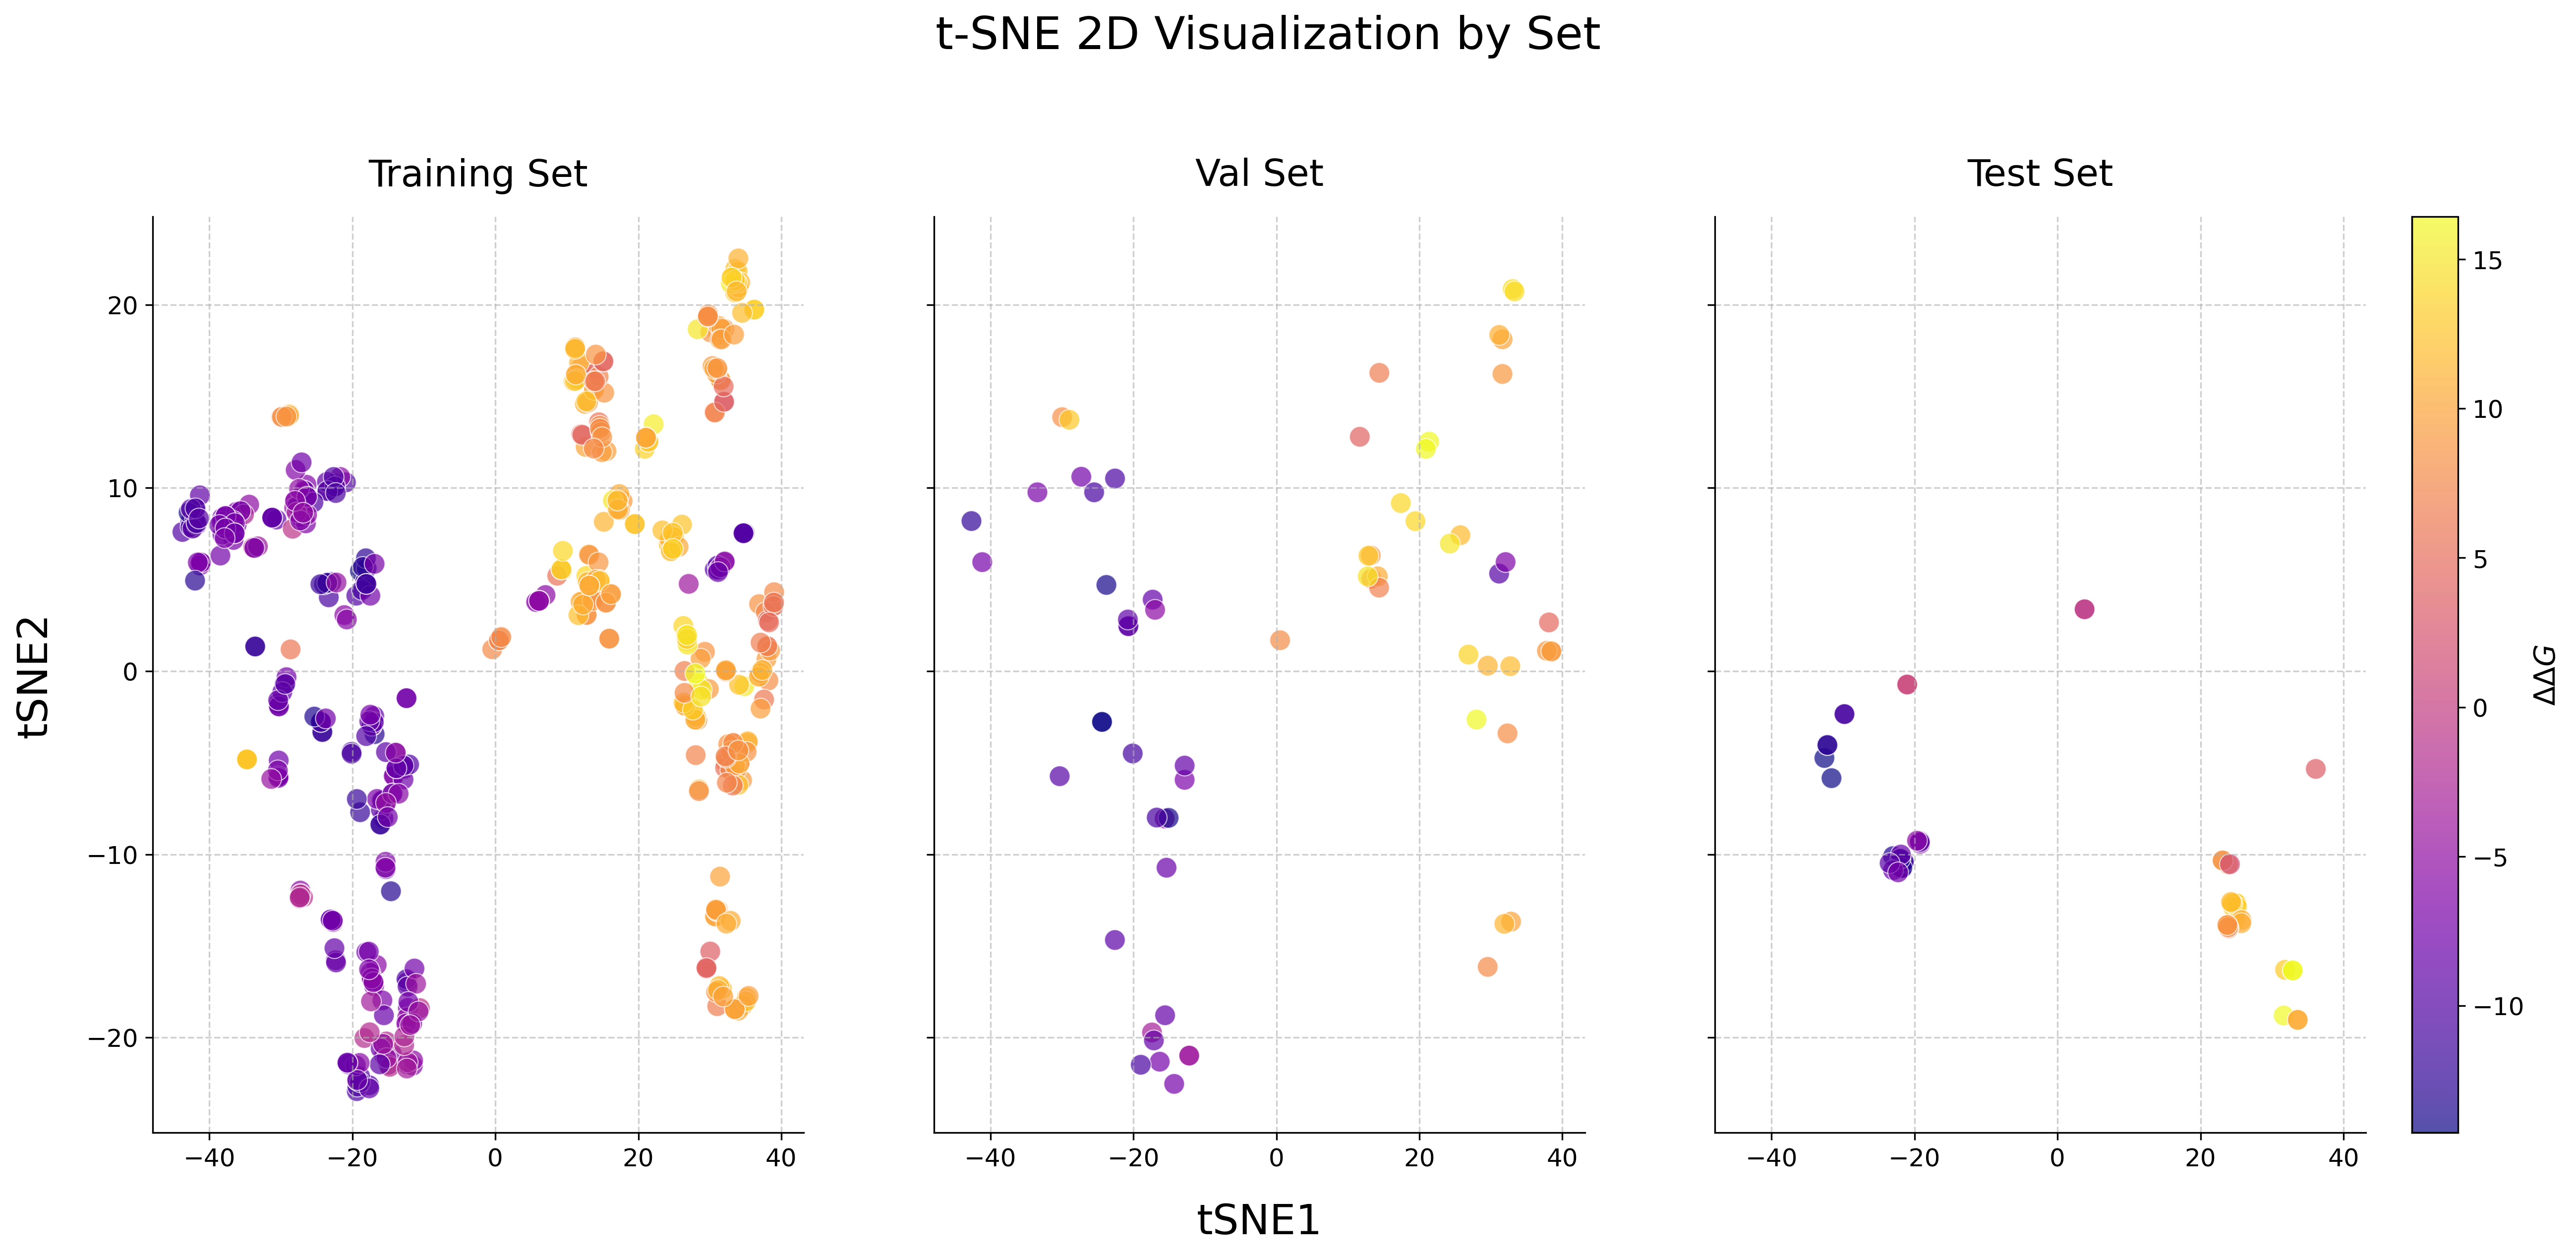 t-SNE 2D Visualization by Set
Training Set
Val Set
Test Set
tSNE2
20
10
0
−10
−20
−40 −20 0 20 40
−40 −20 0 20 40
−40 −20 0 20 40
tSNE1
15
10
5
0
−5
−10
ΔΔG